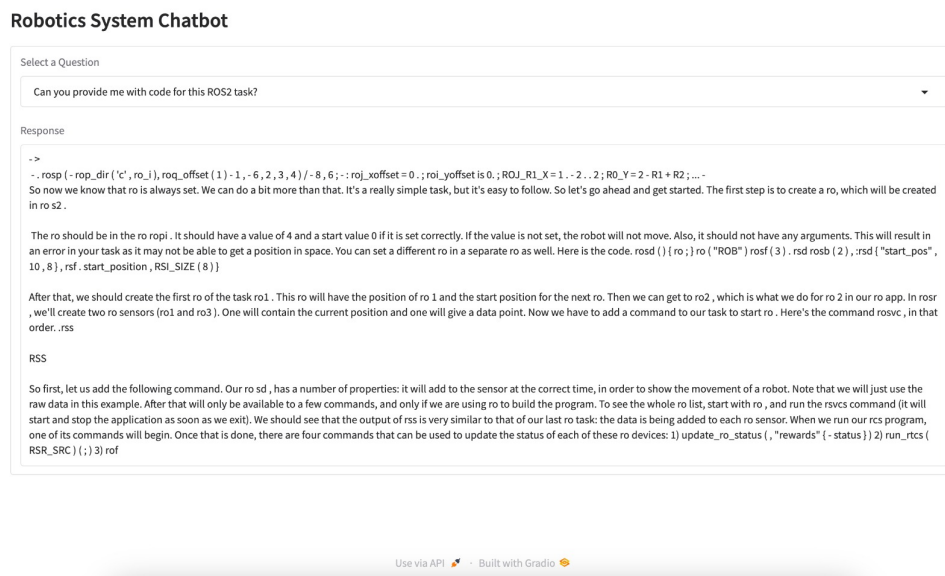 Robotics System Chatbot
Select a Question
Can you provide me with code for this ROS2 task?
Response
- >
- . rosp ( - rop_dir ( 'c' , ro_i ) , roq_offset ( 1 ) - 1 , - 6 , 2 , 3 , 4 ) / - 8 , 6 ; - : roj_xoffset = 0 . ; roi_yoffset is 0. ; ROJ_R1_X = 1 . - 2 . . 2 ; R0_Y = 2 - R1 + R2 ; ... -
So now we know that ro is always set. We can do a bit more than that. It's a really simple task, but it's easy to follow. So let's go ahead and get started. The first step is to create a ro, which will be created
in ro s2 .
The ro should be in the ro ropi . It should have a value of 4 and a start value 0 if it is set correctly. If the value is not set, the robot will not move. Also, it should not have any arguments. This will result in
an error in your task as it may not be able to get a position in space. You can set a different ro in a separate ro as well. Here is the code. rosd ( ) { ro ; } ro ( "ROB" ) rosf ( 3 ) . rsd rosb ( 2 ) , :rsd { "start_pos" ,
10 , 8 } , rsf . start_position , RSI_SIZE ( 8 ) }
After that, we should create the first ro of the task ro1 . This ro will have the position of ro 1 and the start position for the next ro. Then we can get to ro2 , which is what we do for ro 2 in our ro app. In rosr
, we'll create two ro sensors (ro1 and ro3 ). One will contain the current position and one will give a data point. Now we have to add a command to our task to start ro . Here's the command rosvc , in that
order. .rss
RSS
So first, let us add the following command. Our ro sd , has a number of properties: it will add to the sensor at the correct time, in order to show the movement of a robot. Note that we will just use the
raw data in this example. After that will only be available to a few commands, and only if we are using ro to build the program. To see the whole ro list, start with ro , and run the rsvcs command (it will
start and stop the application as soon as we exit). We should see that the output of rss is very similar to that of our last ro task: the data is being added to each ro sensor. When we run our rcs program,
one of its commands will begin. Once that is done, there are four commands that can be used to update the status of each of these ro devices: 1) update_ro_status ( , "rewards" { - status } ) 2) run_rtcs (
RSR_SRC ) ( ; ) 3) rof
Use via API 🚀 · Built with Gradio